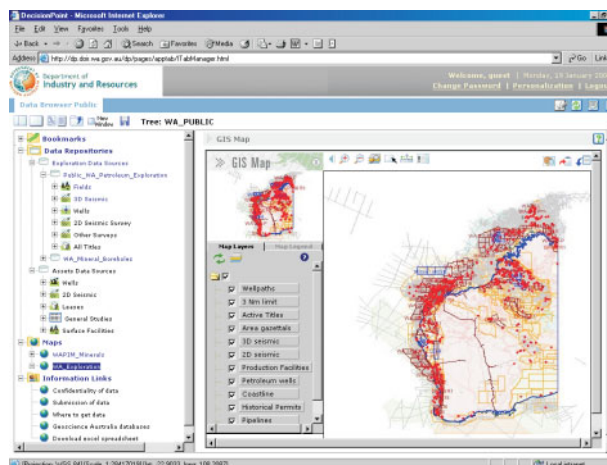 DecisionPoint - Microsoft Internet Explorer
File Edit View Favorites Tools Help
Back Search Favorites Media
Address http://dp.doir.wa.gov.au/dp/pages/apptab/ITabManager.html Go Link
Department of
Industry and Resources
Welcome, guest | Monday, 19 January
Change Password | Personalization | Logou
Data Browser Public
New
Window
Tree: WA_PUBLIC
Bookmarks
Data Repositories
Exploration Data Sources
Public_WA_Petroleum_Exploration
Fields
3D Seismic
Wells
2D Seismic Survey
Other Surveys
All Titles
WA_Mineral_Boreholes
Assets Data Sources
Wells
2D Seismic
Leases
General Studies
Surface Facilities
Maps
MAPIM_Minerals
WA_Exploration
Information Links
Confidentiality of data
Submission of data
Where to get data
Geoscience Australia databases
Download excel spreadsheet
GIS Map
GIS Map
Map Layers Map Legend
Wellpaths
3 Nm limit
Active Titles
Area gazettals
3D seismic
2D seismic
Production Facilities
Petroleum wells
Coastline
Historical Permits
Pipelines
Local intranet